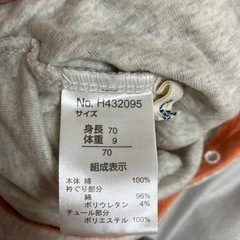 No. H432095
サイズ
身長 70
体重 9
70
組成表示
本体 綿 100%
衿ぐり部分
綿 96%
ポリウレタン 4%
チュール部分
ポリエステル 100%